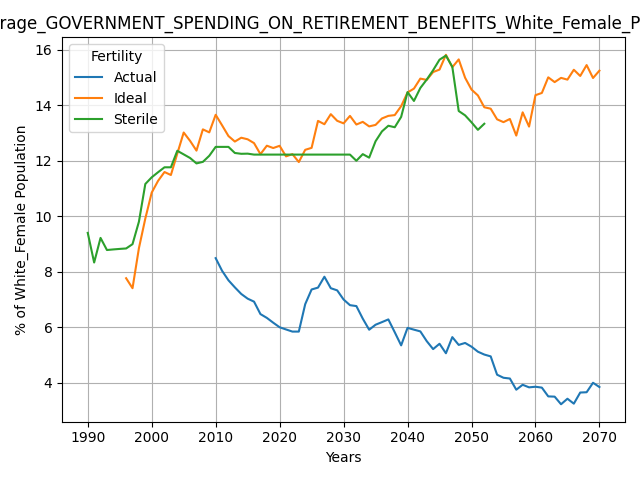 rage_GOVERNMENT_SPENDING_ON_RETIREMENT_BENEFITS_White_Female_P
Fertility
Actual
Ideal
Sterile
% of White_Female Population
16
14
12
10
8
6
4
1990 2000 2010 2020 2030 2040 2050 2060 2070
Years